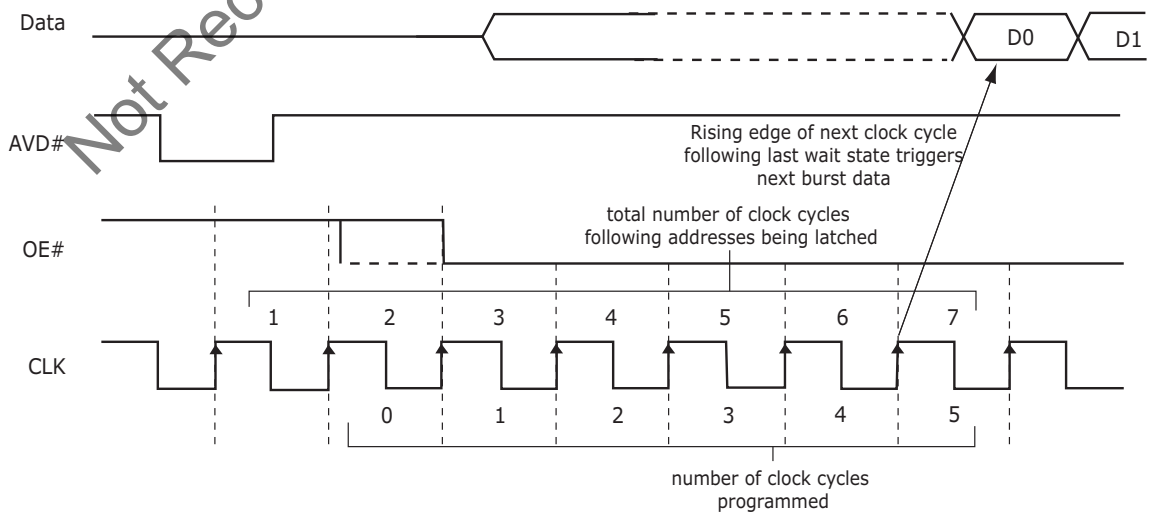 Data
D0
D1
Not Rec
AVD#
Rising edge of next clock cycle
following last wait state triggers
next burst data
total number of clock cycles
following addresses being latched
OE#
1 2 3 4 5 6 7
CLK
0 1 2 3 4 5
number of clock cycles
programmed